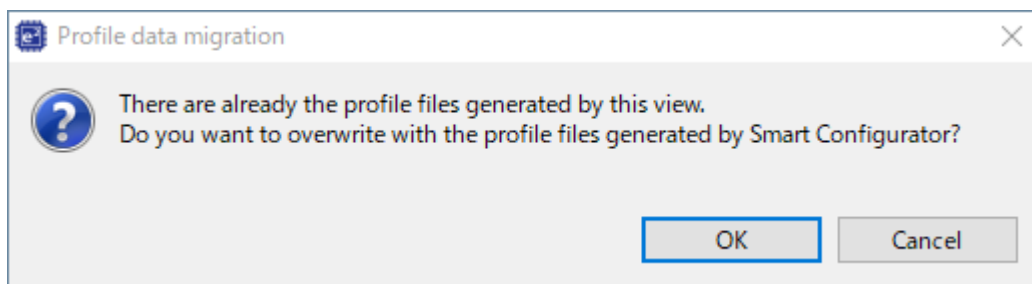 Profile data migration
There are already the profile files generated by this view.
Do you want to overwrite with the profile files generated by Smart Configurator?
OK
Cancel